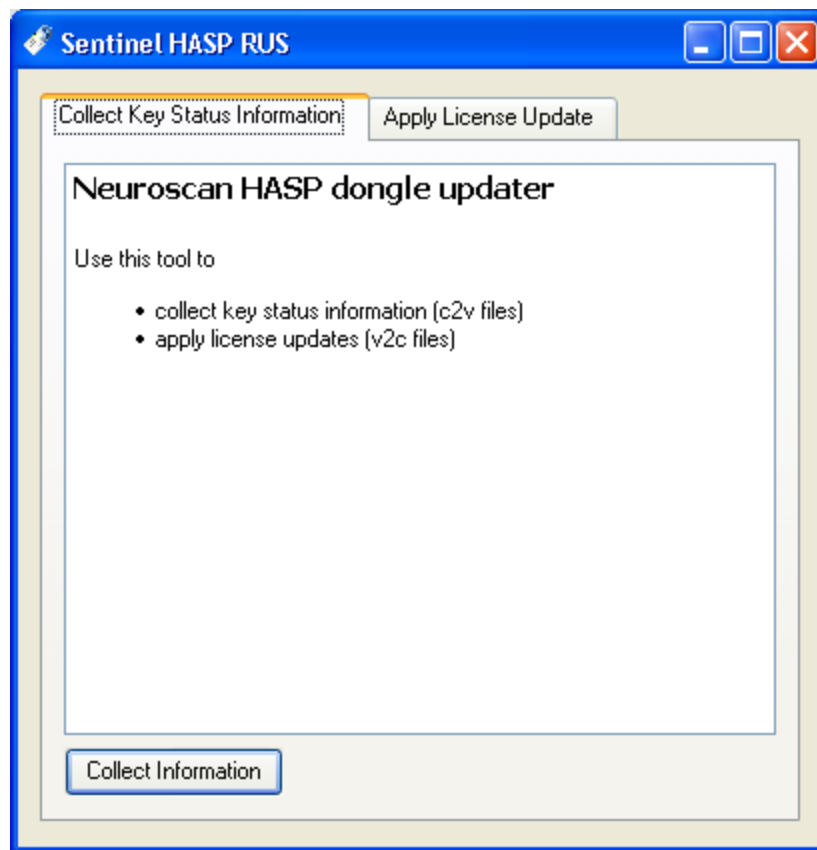 Sentinel HASP RUS
Collect Key Status Information
Apply License Update
Neuroscan HASP dongle updater
Use this tool to
• collect key status information (c2v files)
• apply license updates (v2c files)
Collect Information